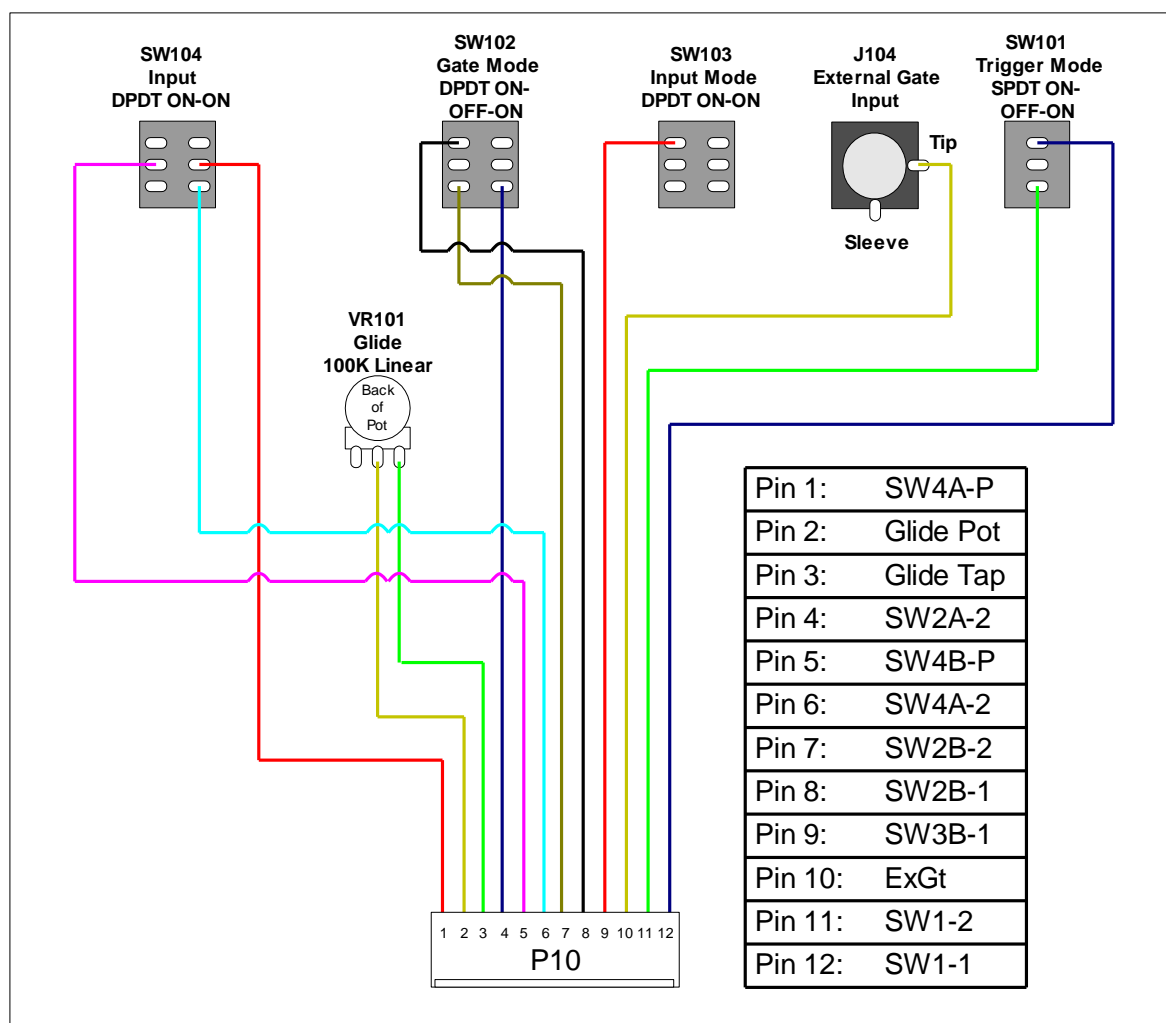 SW104
Input
DPDT ON-ON
SW102
Gate Mode
DPDT ON-
OFF-ON
SW103
Input Mode
DPDT ON-ON
J104
External Gate
Input
SW101
Trigger Mode
SPDT ON-
OFF-ON
Tip
Sleeve
VR101
Glide
100K Linear
Back
of
Pot
Pin 1: SW4A-P
Pin 2: Glide Pot
Pin 3: Glide Tap
Pin 4: SW2A-2
Pin 5: SW4B-P
Pin 6: SW4A-2
Pin 7: SW2B-2
Pin 8: SW2B-1
Pin 9: SW3B-1
Pin 10: ExGt
Pin 11: SW1-2
Pin 12: SW1-1
1 2 3 4 5 6 7 8 9 10 11 12
P10